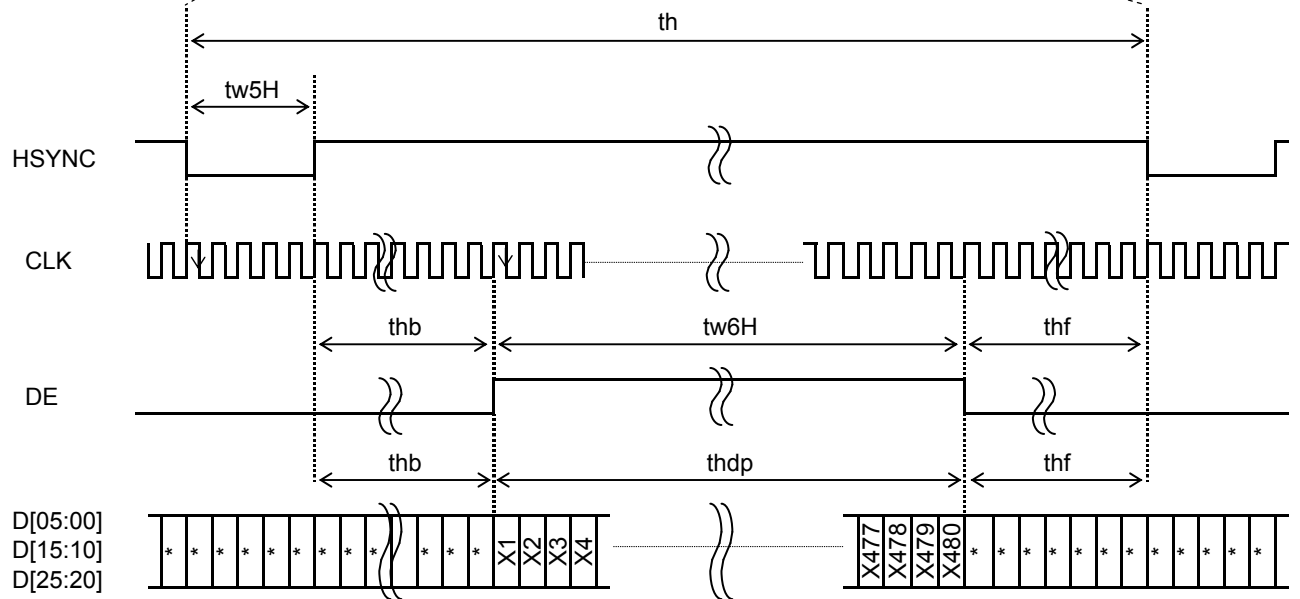 th
tw5H
HSYNC
CLK
thb tw6H thf
DE
thb thdp thf
D[05:00]
D[15:10]
D[25:20]
* * * * * * * * * * * * X1 X2 X3 X4 X477 X478 X479 X480 * * * * * * * * * * * *